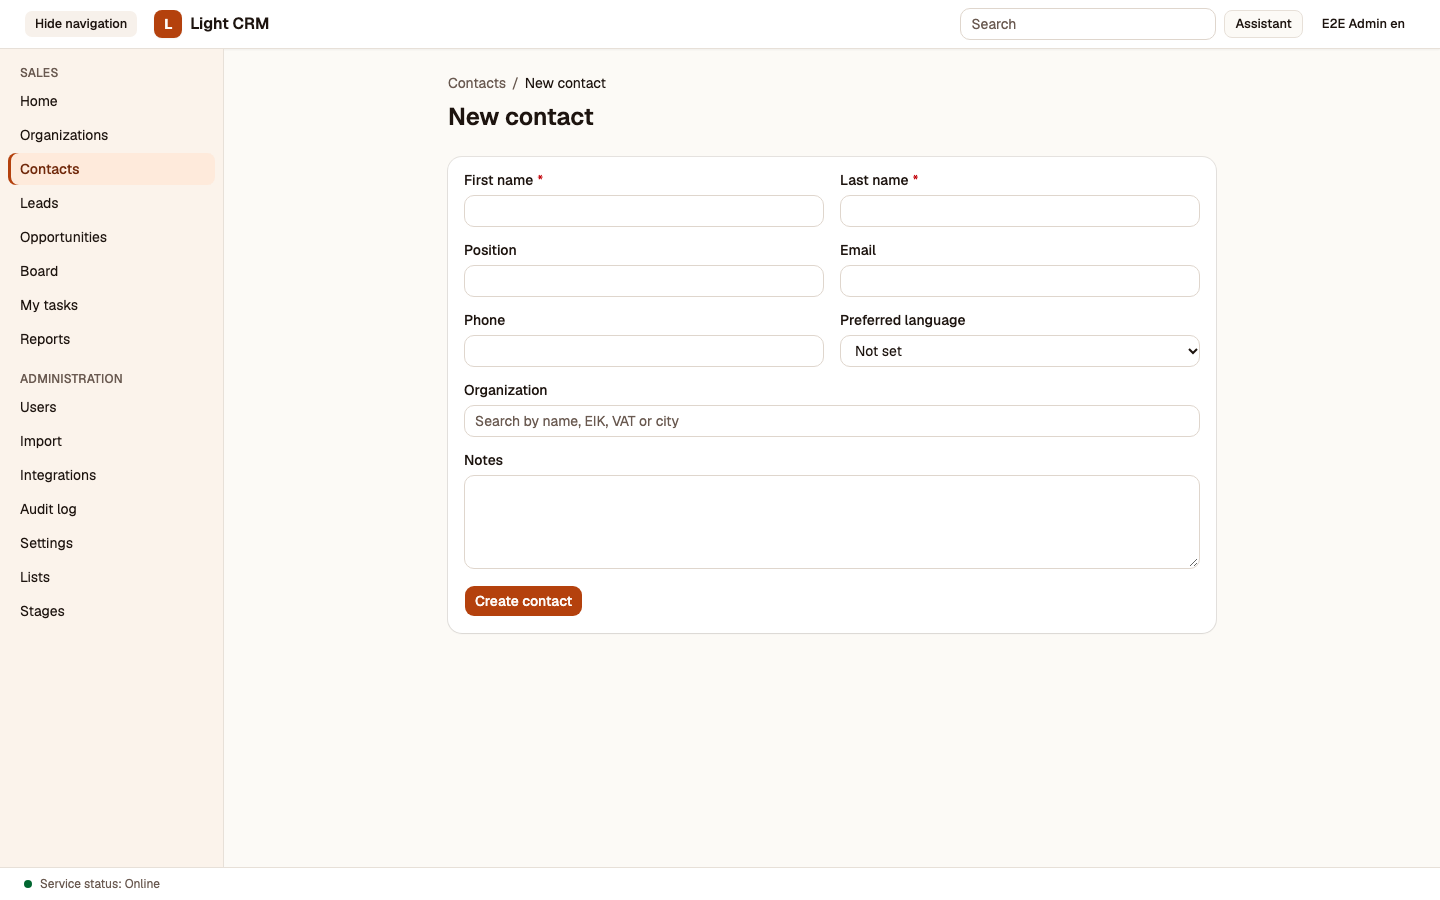 Hide navigation
L
Light CRM
Search
Assistant
E2E Admin en
SALES
Home
Organizations
Contacts
Leads
Opportunities
Board
My tasks
Reports
ADMINISTRATION
Users
Import
Integrations
Audit log
Settings
Lists
Stages
Contacts / New contact
New contact
First name *
Last name *
Position
Email
Phone
Preferred language
Not set
Organization
Search by name, EIK, VAT or city
Notes
Create contact
Service status: Online